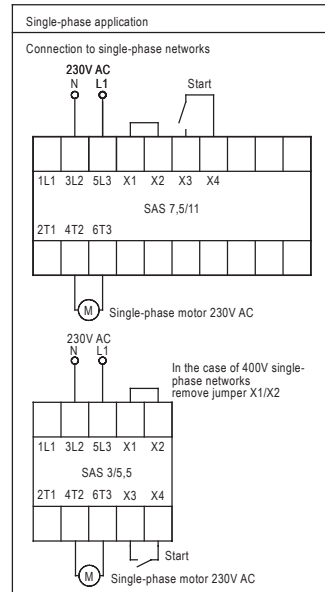 Single-phase application
Connection to single-phase networks
230V AC
N L1
Start
1L1 3L2 5L3 X1 X2 X3 X4
SAS 7,5/11
2T1 4T2 6T3
M Single-phase motor 230V AC
230V AC
N L1
In the case of 400V single-
phase networks
remove jumper X1/X2
1L1 3L2 5L3 X1 X2
SAS 3/5,5
2T1 4T2 6T3 X3 X4
Start
M Single-phase motor 230V AC